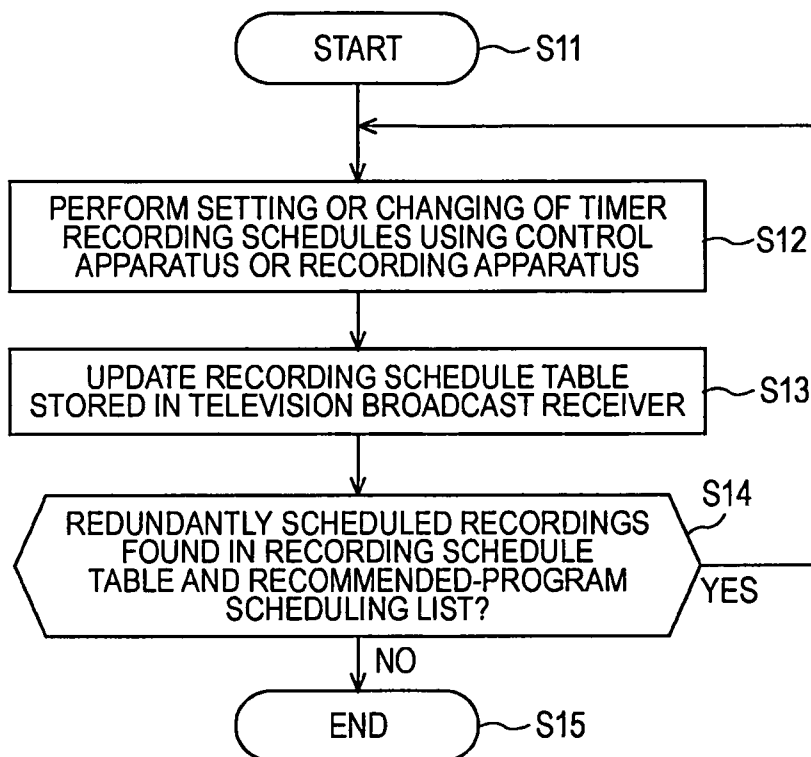 START
S11
PERFORM SETTING OR CHANGING OF TIMER
RECORDING SCHEDULES USING CONTROL
APPARATUS OR RECORDING APPARATUS
S12
UPDATE RECORDING SCHEDULE TABLE
STORED IN TELEVISION BROADCAST RECEIVER
S13
S14
REDUNDANTLY SCHEDULED RECORDINGS
FOUND IN RECORDING SCHEDULE
TABLE AND RECOMMENDED-PROGRAM
SCHEDULING LIST?
YES
NO
END
S15